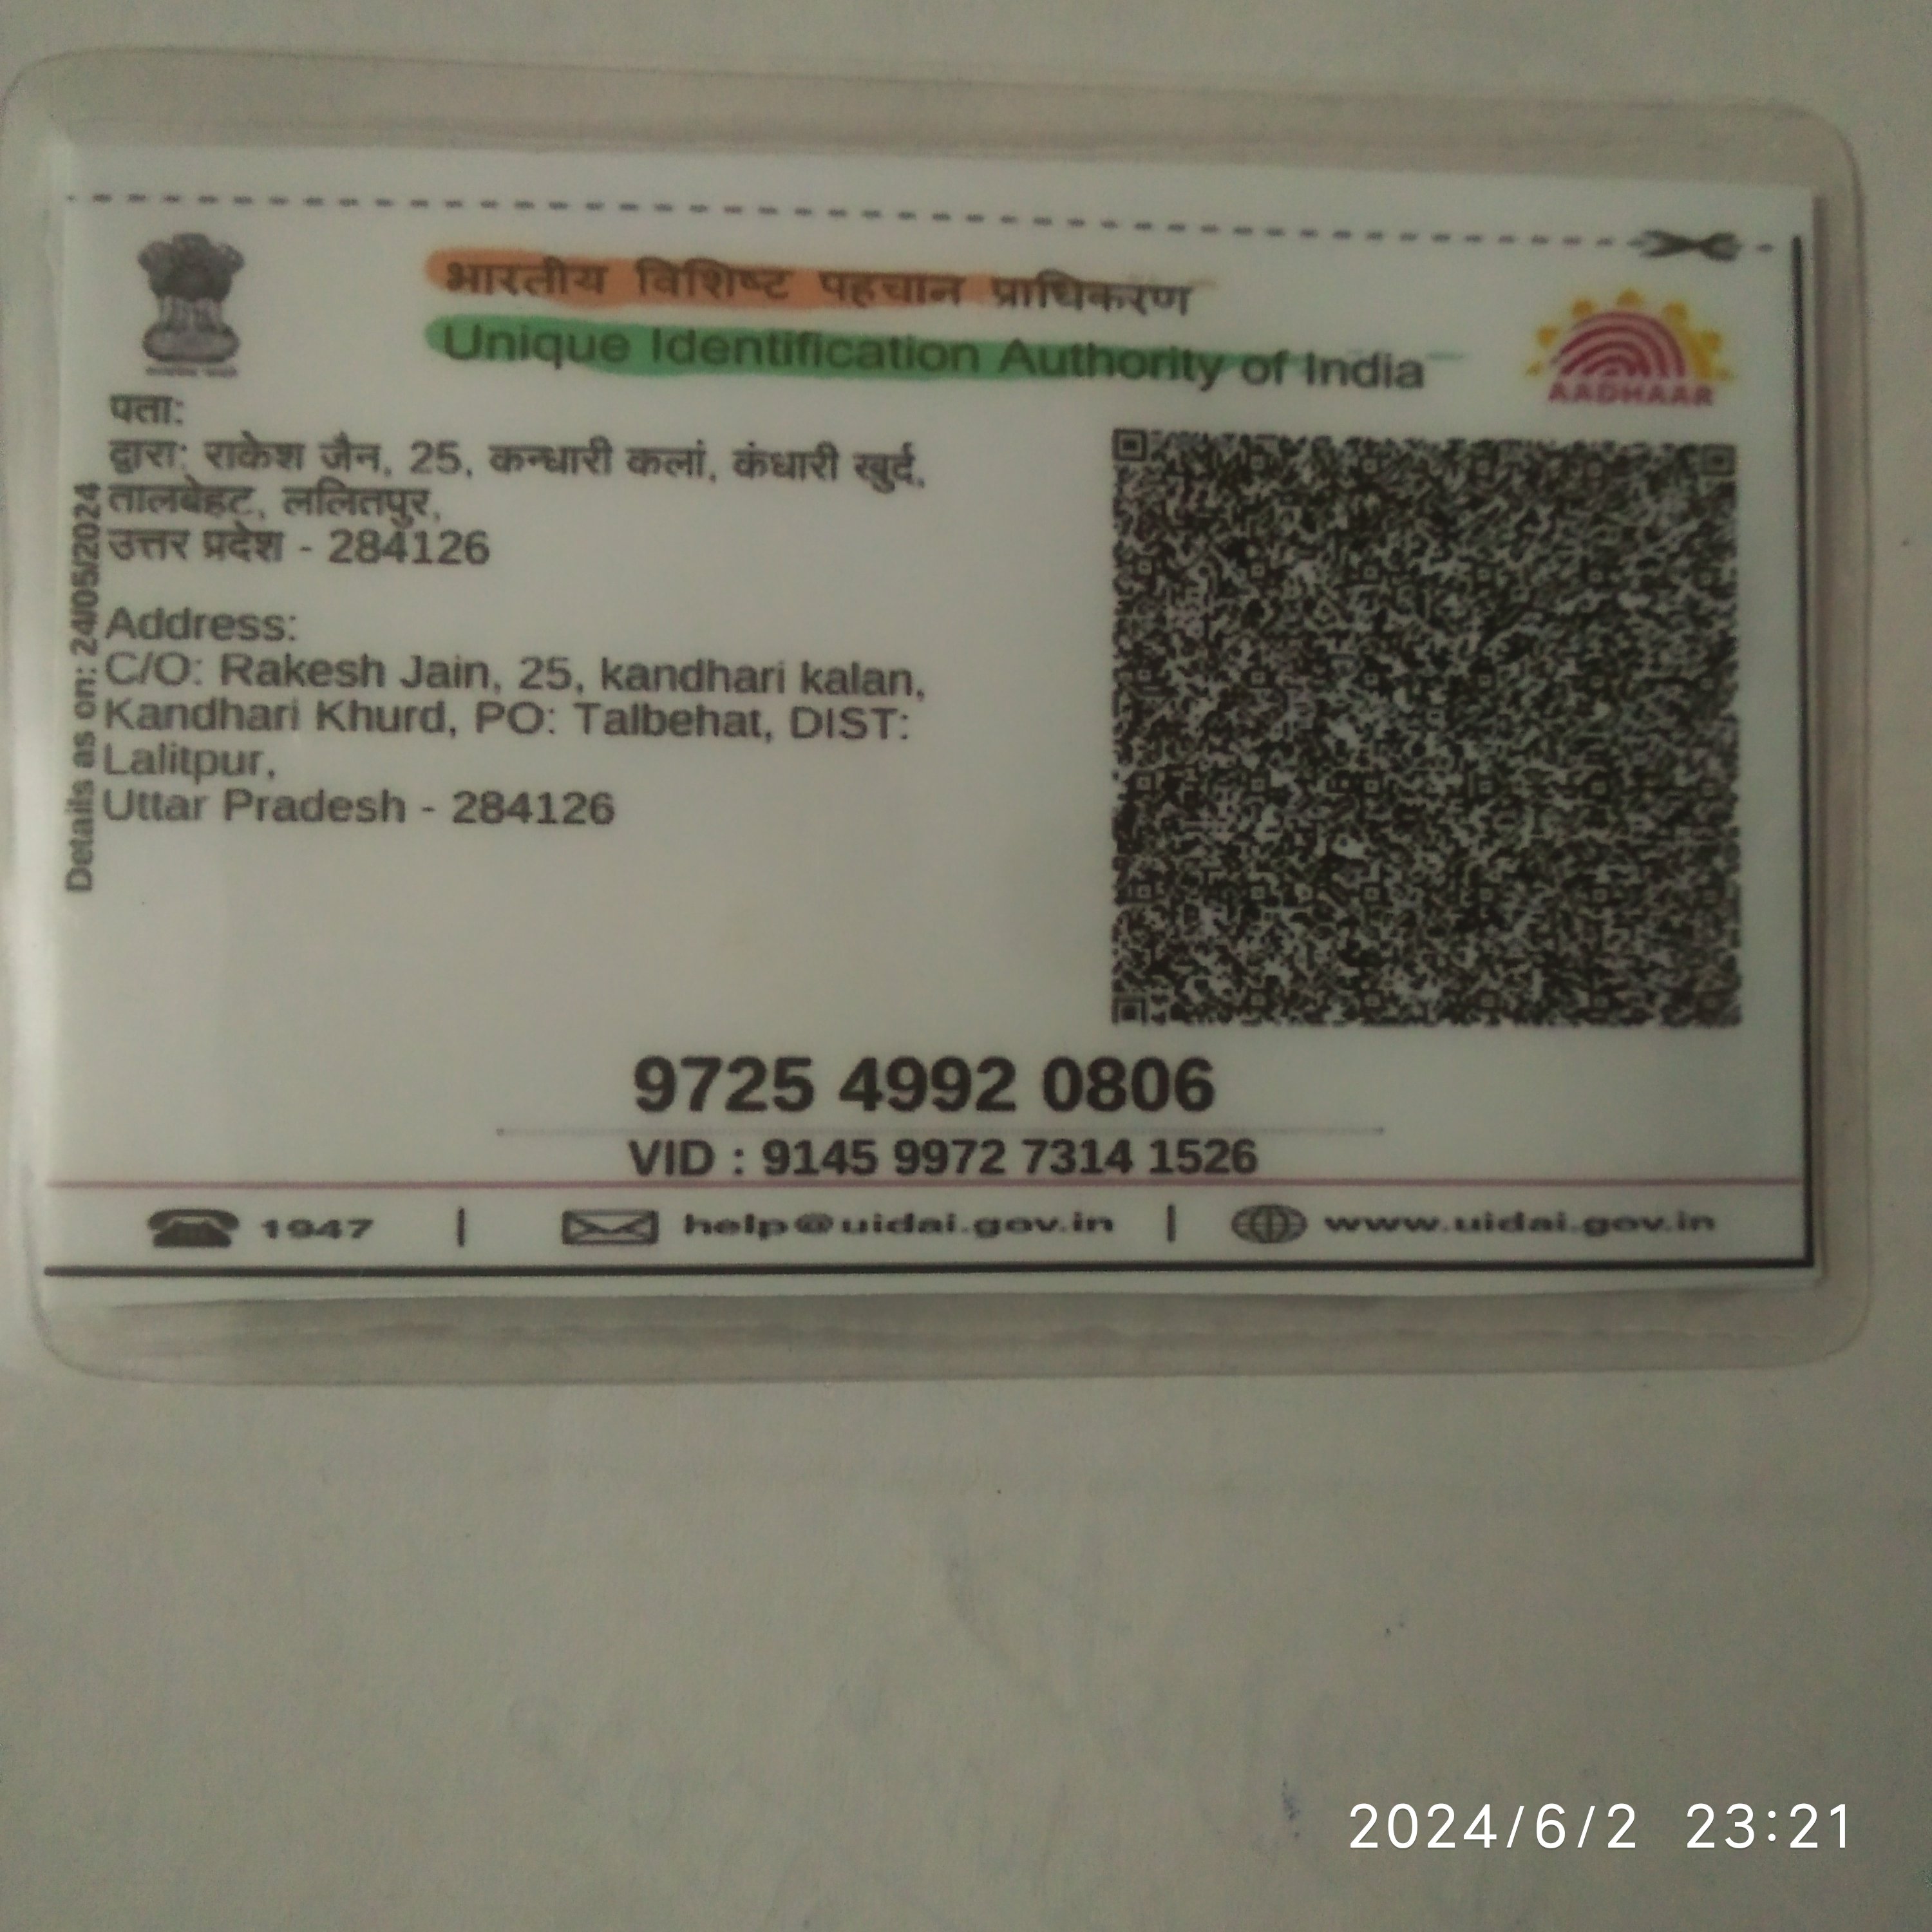 भारतीय विशिष्ट पहचान प्राधिकरण
Unique Identification Authority of India
AADHAAR
पता:
द्वारा: राकेश जैन, 25, कन्धारी कलां, कंधारी खुर्द,
तालबेहट, ललितपुर,
उत्तर प्रदेश - 284126
Address:
C/O: Rakesh Jain, 25, kandhari kalan,
Kandhari Khurd, PO: Talbehat, DIST:
Lalitpur,
Uttar Pradesh - 284126
Details as on: 24/05/2024
9725 4992 0806
VID : 9145 9972 7314 1526
1947 | help@uidai.gov.in | www.uidai.gov.in
2024/6/2 23:21